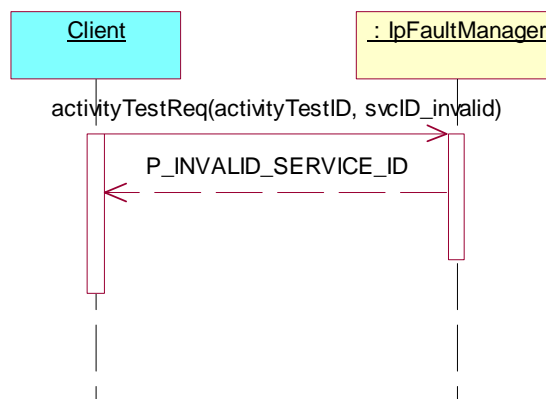 Client
: IpFaultManager
activityTestReq(activityTestID, svcID_invalid)
P_INVALID_SERVICE_ID